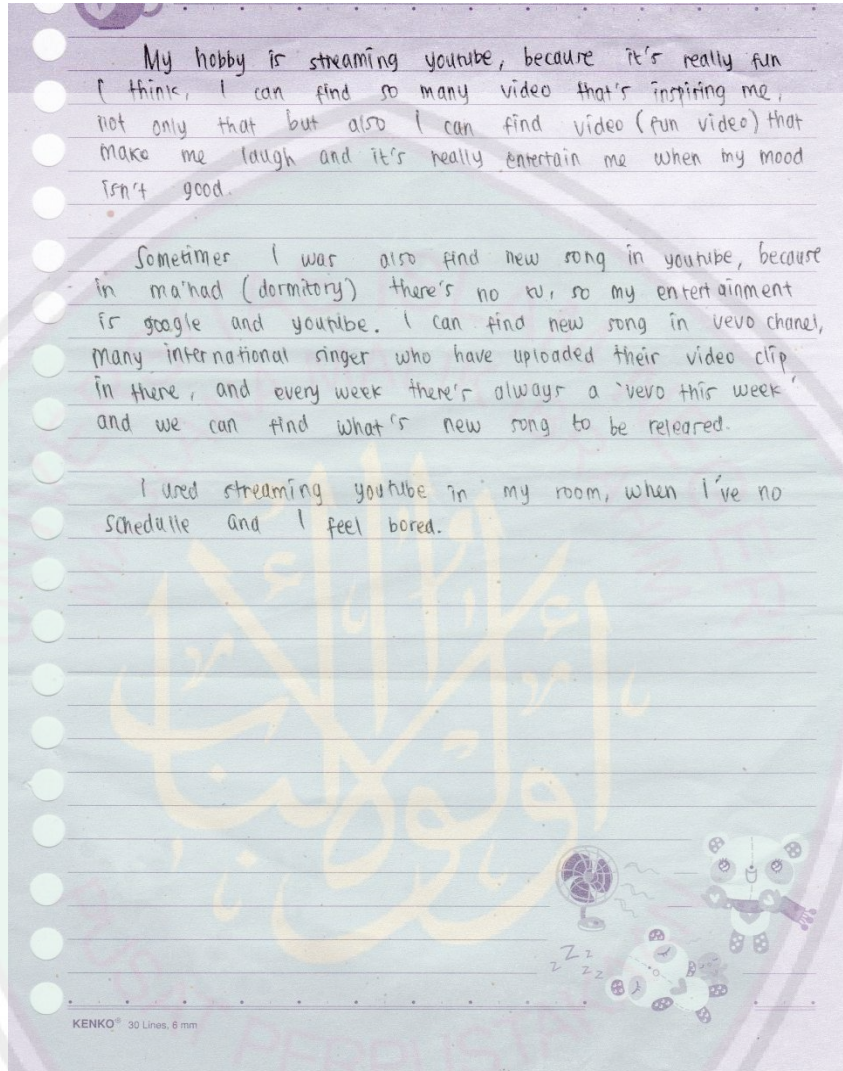 My hobby is streaming youtube, because it's really fun
I think, I can find so many video that's inspiring me,
not only that but also I can find video (fun video) that
make me laugh and it's really entertain me when my mood
isn't good.
Sometimes I was also find new song in youtube, because
in ma'had (dormitory) there's no tv, so my entertainment
is google and youtube. I can find new song in vevo chanel,
many international singer who have uploaded their video clip
in there, and every week there's always a 'vevo this week'
and we can find what's new song to be released.
I used streaming youtube in my room, when I've no
schedulle and I feel bored.
zZzz zz
KENKO® 30 Lines, 6 mm
PUSAT PERPUSTAKAAN